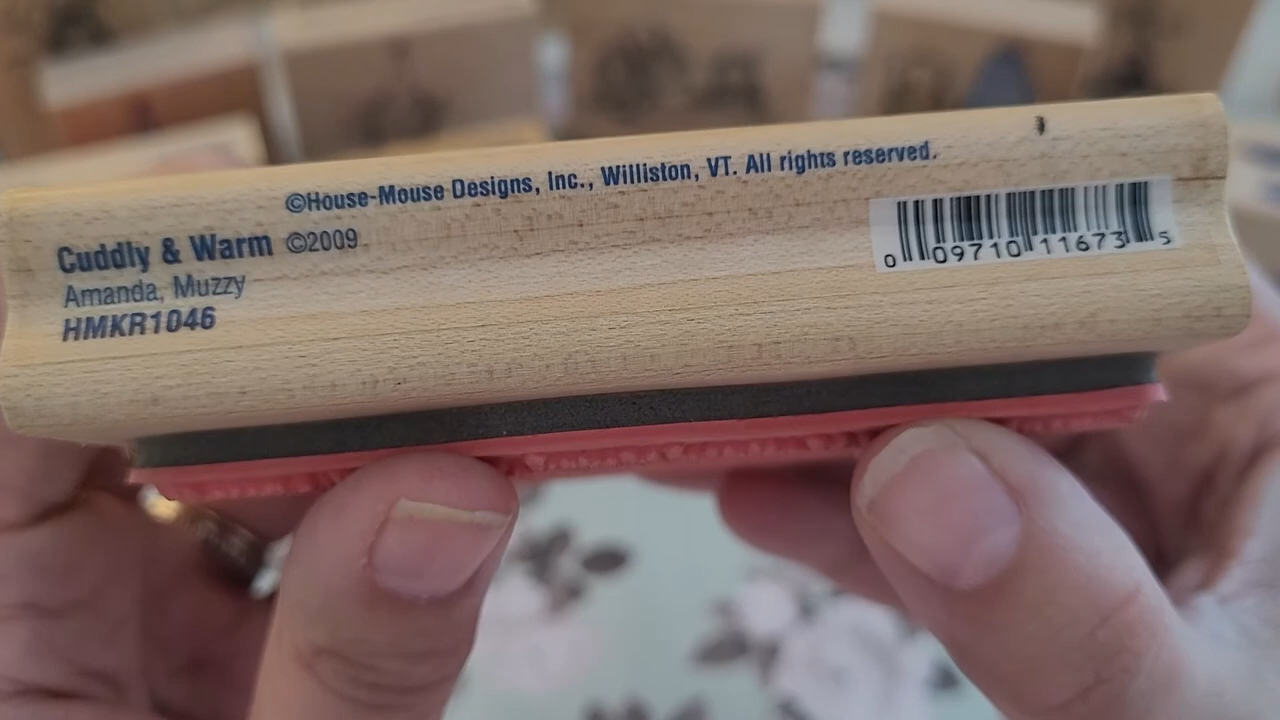 ©House-Mouse Designs, Inc., Williston, VT. All rights reserved.
Cuddly & Warm ©2009
Amanda, Muzzy
HMKR1046
0 09710 11673 5